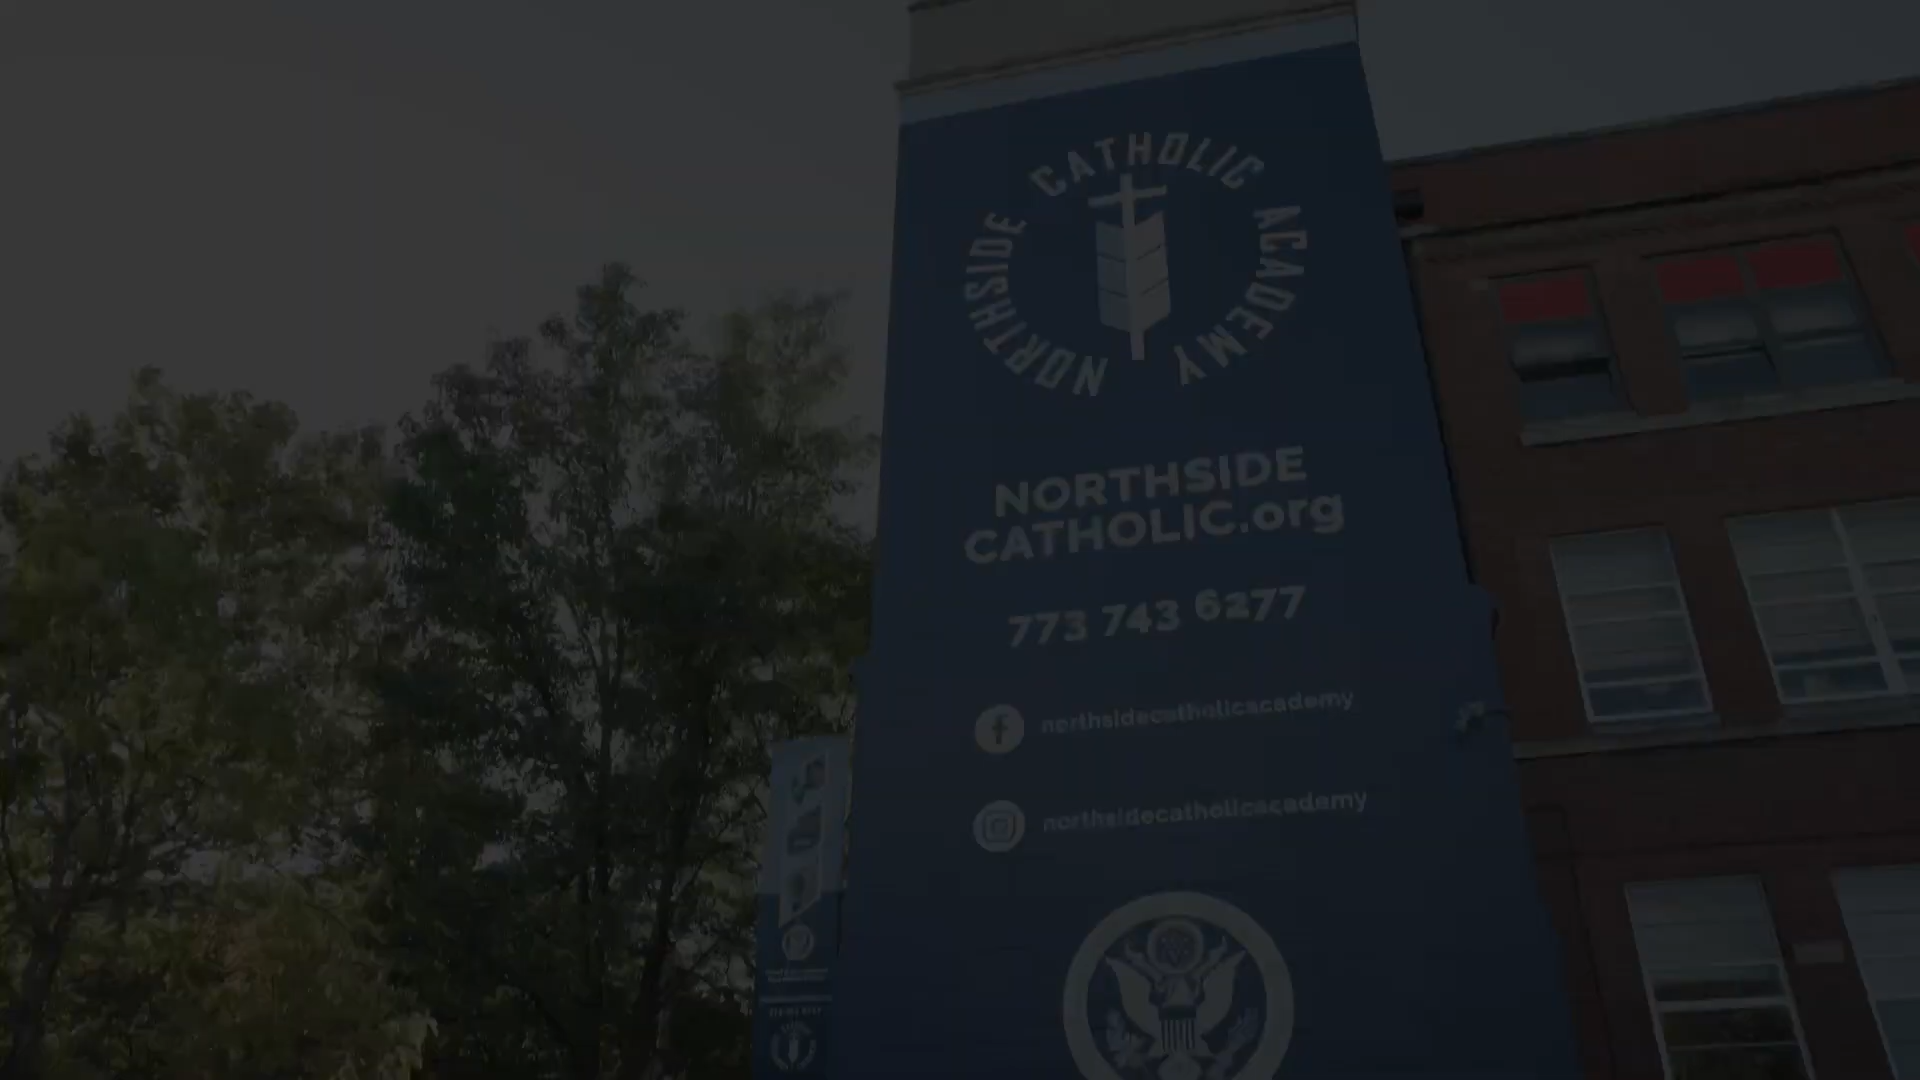 NORTHSIDE CATHOLIC ACADEMY
NORTHSIDE
CATHOLIC.org
773 743 6277
northsidecatholicacademy
northsidecatholicacademy